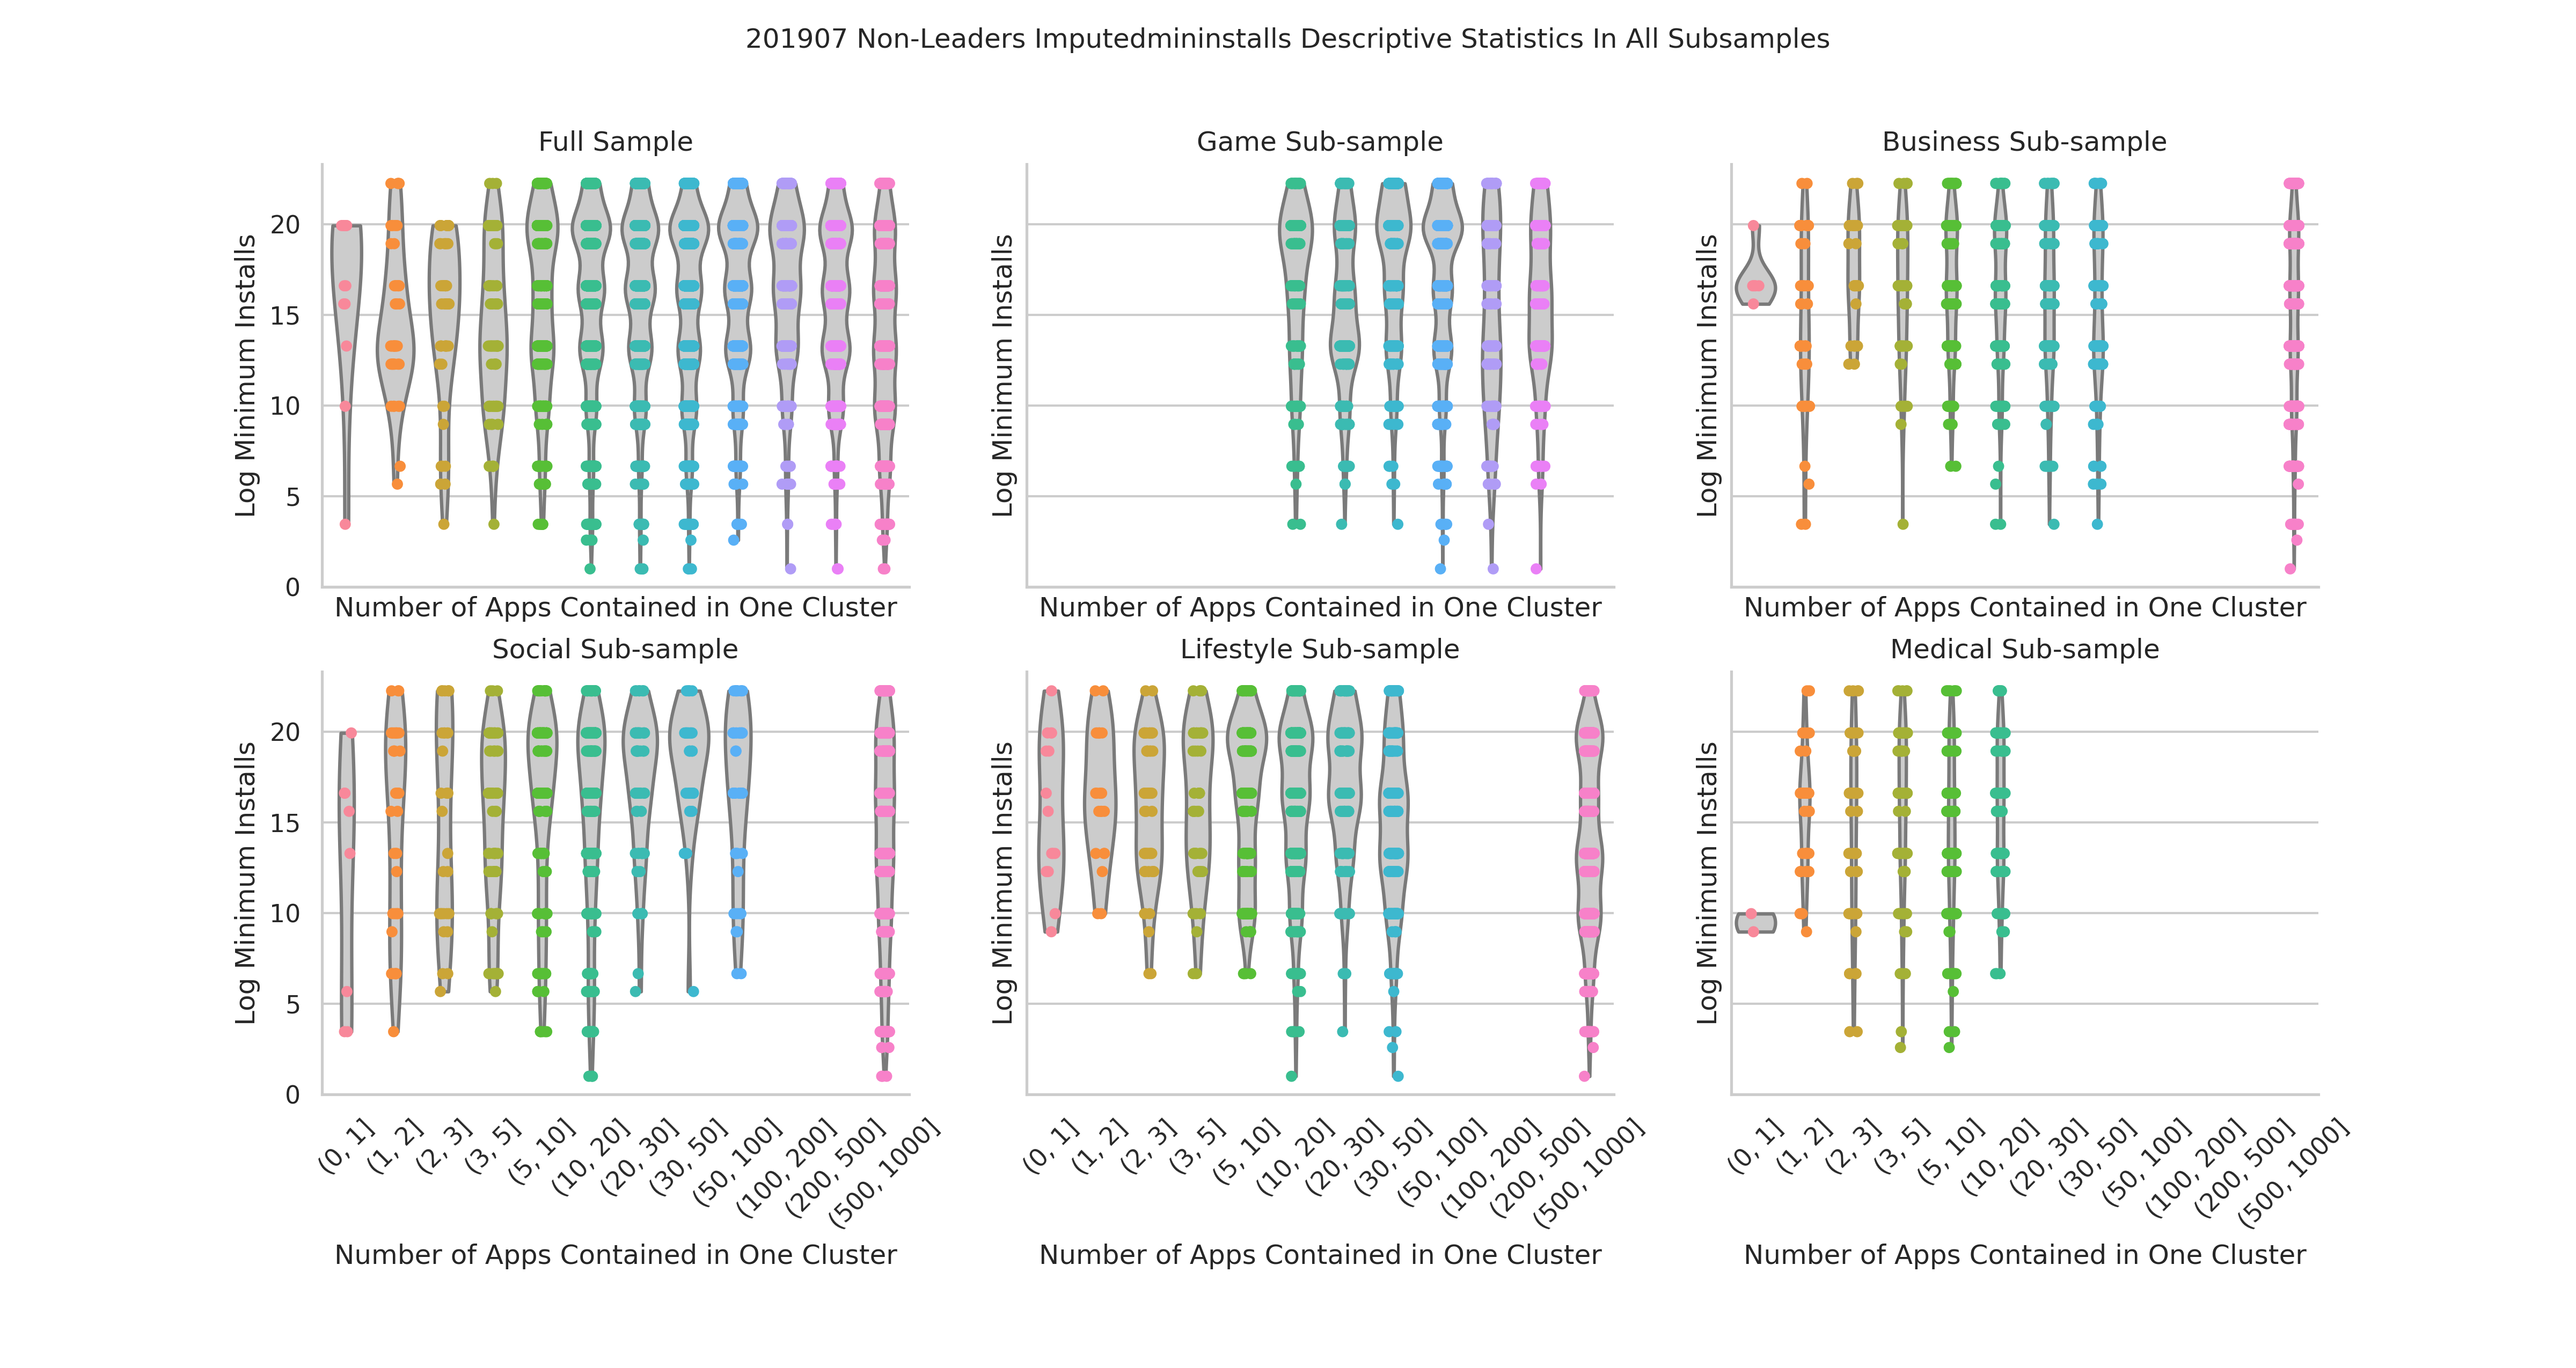 201907 Non-Leaders Imputedmininstalls Descriptive Statistics In All Subsamples
Full Sample
Game Sub-sample
Business Sub-sample
Log Minimum Installs
20
15
10
5
0
Log Minimum Installs
Log Minimum Installs
Number of Apps Contained in One Cluster
Number of Apps Contained in One Cluster
Number of Apps Contained in One Cluster
Social Sub-sample
Lifestyle Sub-sample
Medical Sub-sample
Log Minimum Installs
20
15
10
5
0
Log Minimum Installs
Log Minimum Installs
(0, 1]
(1, 2]
(2, 3]
(3, 5]
(5, 10]
(10, 20]
(20, 30]
(30, 50]
(50, 100]
(100, 200]
(200, 500]
(500, 1000]
(0, 1]
(1, 2]
(2, 3]
(3, 5]
(5, 10]
(10, 20]
(20, 30]
(30, 50]
(50, 100]
(100, 200]
(200, 500]
(500, 1000]
(0, 1]
(1, 2]
(2, 3]
(3, 5]
(5, 10]
(10, 20]
(20, 30]
(30, 50]
(50, 100]
(100, 200]
(200, 500]
(500, 1000]
Number of Apps Contained in One Cluster
Number of Apps Contained in One Cluster
Number of Apps Contained in One Cluster